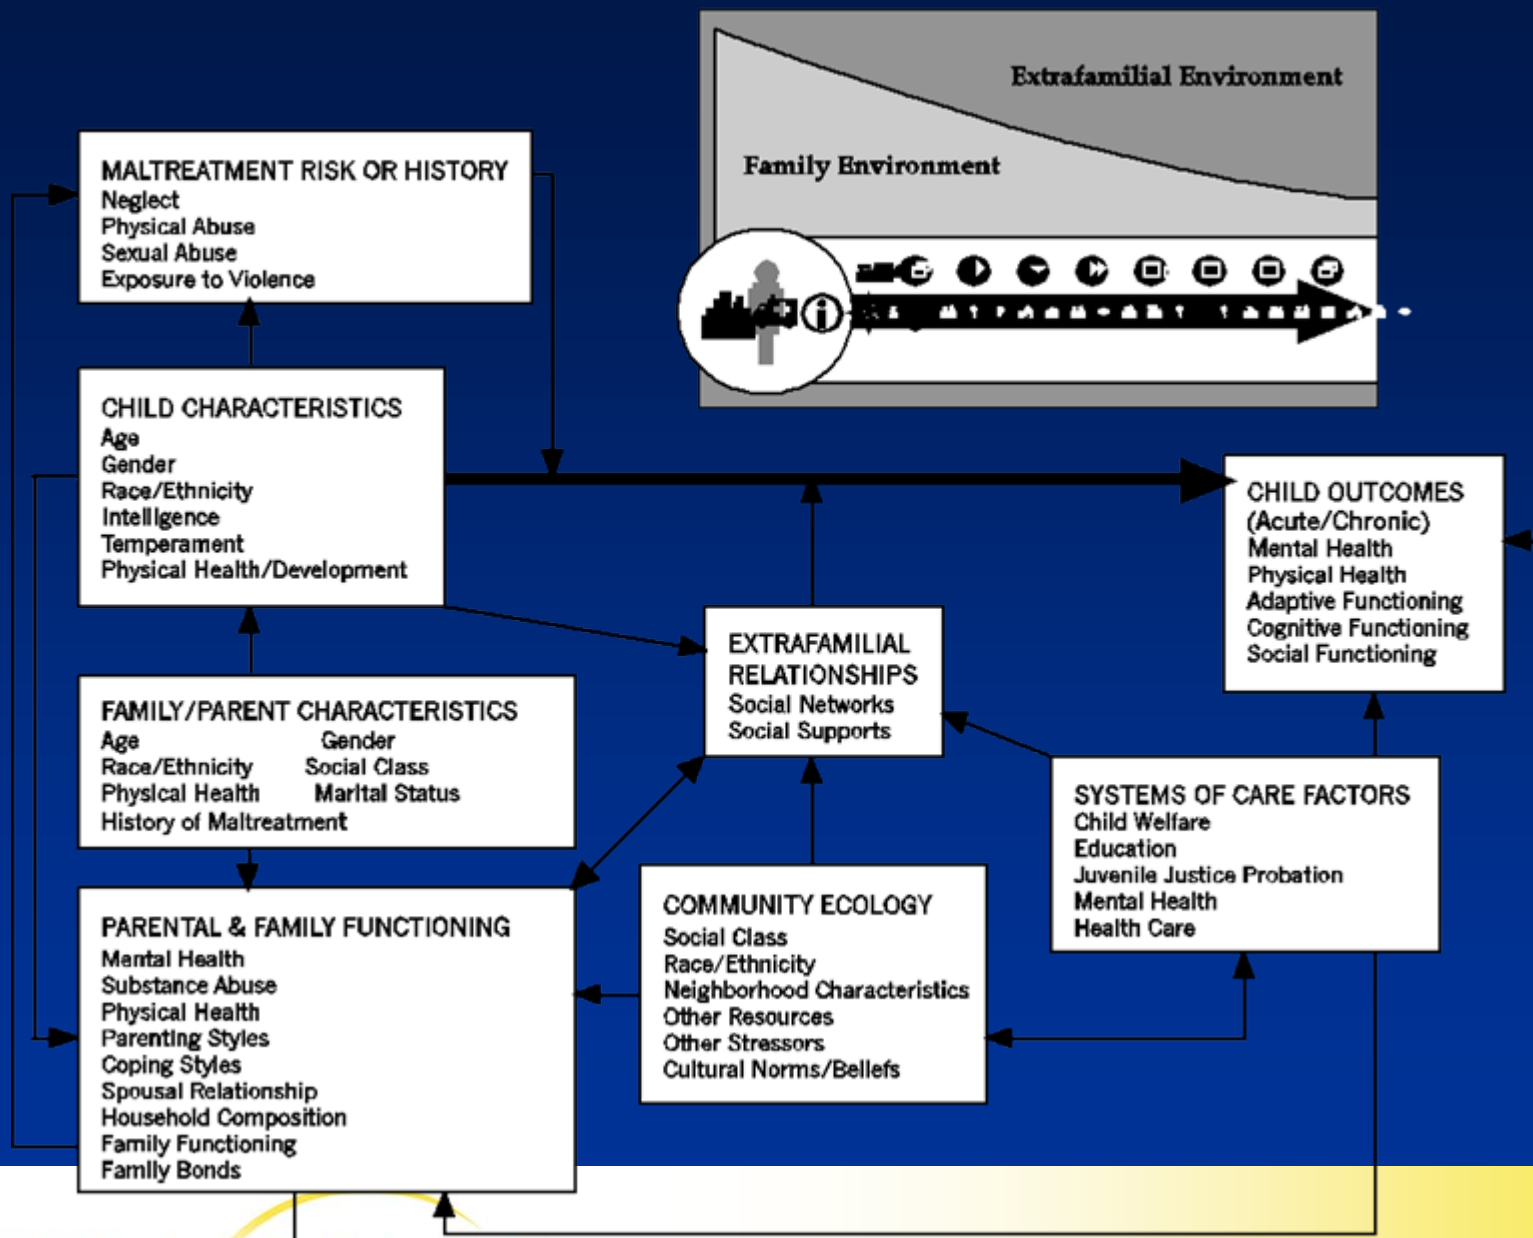 Extrafamilial Environment
Family Environment
MALTREATMENT RISK OR HISTORY
Neglect
Physical Abuse
Sexual Abuse
Exposure to Violence
CHILD CHARACTERISTICS
Age
Gender
Race/Ethnicity
Intelligence
Temperament
Physical Health/Development
FAMILY/PARENT CHARACTERISTICS
Age Gender
Race/Ethnicity Social Class
Physical Health Marital Status
History of Maltreatment
PARENTAL & FAMILY FUNCTIONING
Mental Health
Substance Abuse
Physical Health
Parenting Styles
Coping Styles
Spousal Relationship
Household Composition
Family Functioning
Family Bonds
EXTRAFAMILIAL
RELATIONSHIPS
Social Networks
Social Supports
COMMUNITY ECOLOGY
Social Class
Race/Ethnicity
Neighborhood Characteristics
Other Resources
Other Stressors
Cultural Norms/Beliefs
CHILD OUTCOMES
(Acute/Chronic)
Mental Health
Physical Health
Adaptive Functioning
Cognitive Functioning
Social Functioning
SYSTEMS OF CARE FACTORS
Child Welfare
Education
Juvenile Justice Probation
Mental Health
Health Care